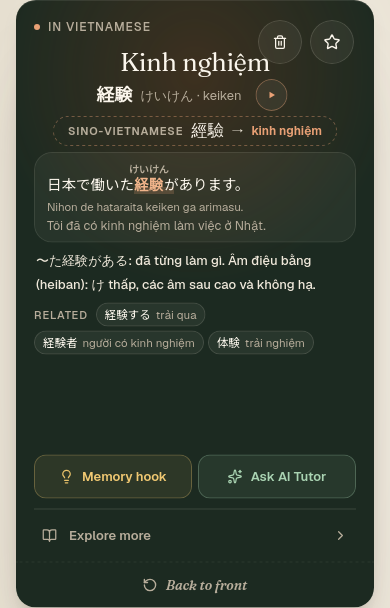 IN VIETNAMESE
Kinh nghiệm
経験 けいけん · keiken
SINO-VIETNAMESE 經驗 → kinh nghiệm
けいけん
日本で働いた経験があります。
Nihon de hataraita keiken ga arimasu.
Tôi đã có kinh nghiệm làm việc ở Nhật.
〜た経験がある: đã từng làm gì. Âm điệu bằng
(heiban): け thấp, các âm sau cao và không hạ.
RELATED 経験する trải qua
経験者 người có kinh nghiệm 体験 trải nghiệm
Memory hook Ask AI Tutor
Explore more
Back to front